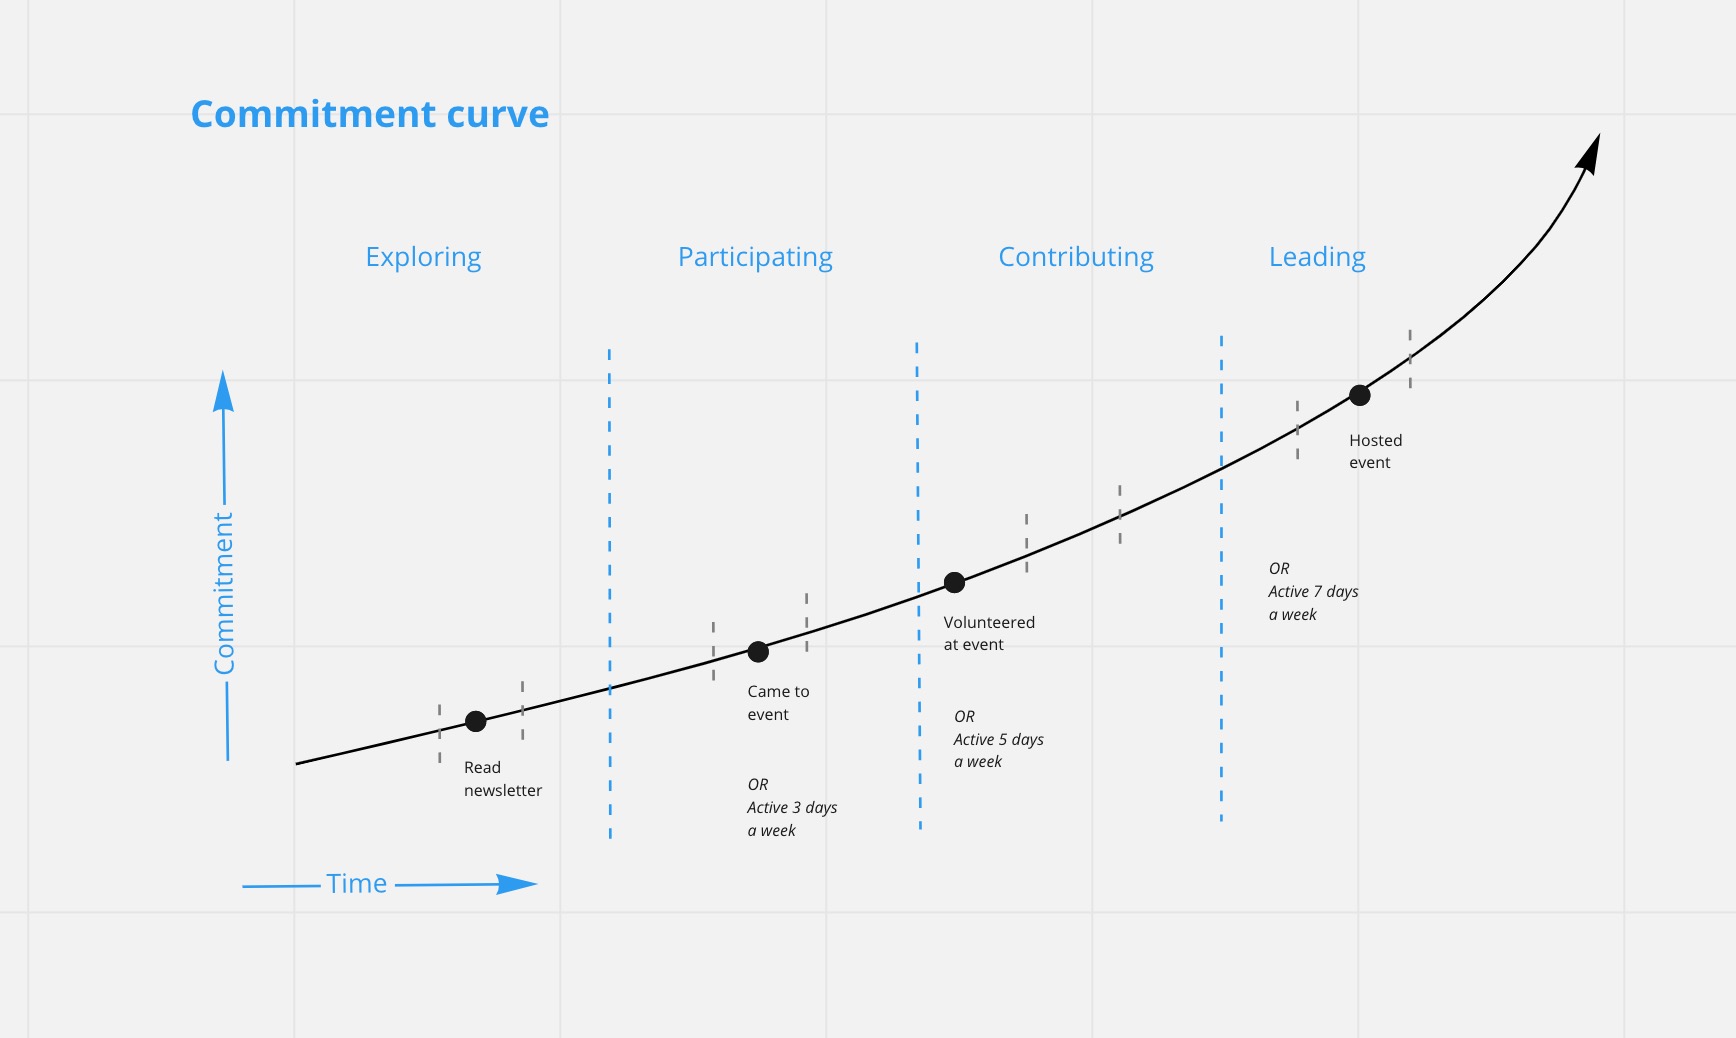 Commitment curve
Exploring
Participating
Contributing
Leading
Commitment
Hosted
event
OR
Active 7 days
a week
Volunteered
at event
OR
Active 5 days
a week
Came to
event
OR
Active 3 days
a week
Read
newsletter
Time